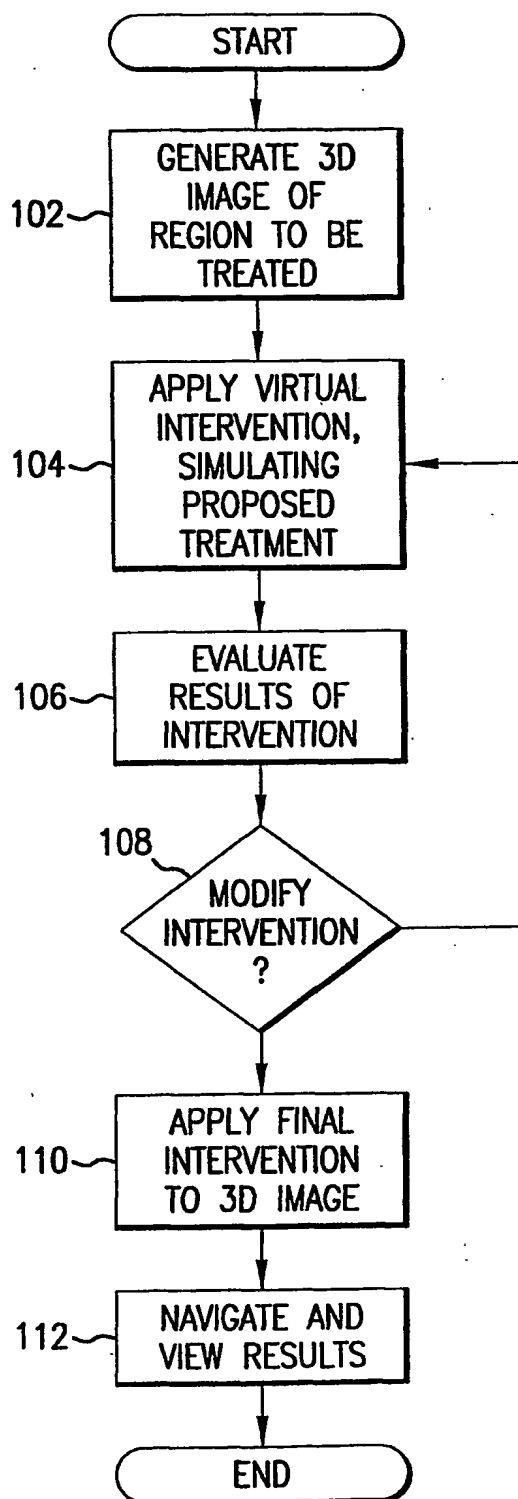 START
102
GENERATE 3D
IMAGE OF
REGION TO BE
TREATED
104
APPLY VIRTUAL
INTERVENTION,
SIMULATING
PROPOSED
TREATMENT
106
EVALUATE
RESULTS OF
INTERVENTION
108
MODIFY
INTERVENTION
?
110
APPLY FINAL
INTERVENTION
TO 3D IMAGE
112
NAVIGATE AND
VIEW RESULTS
END